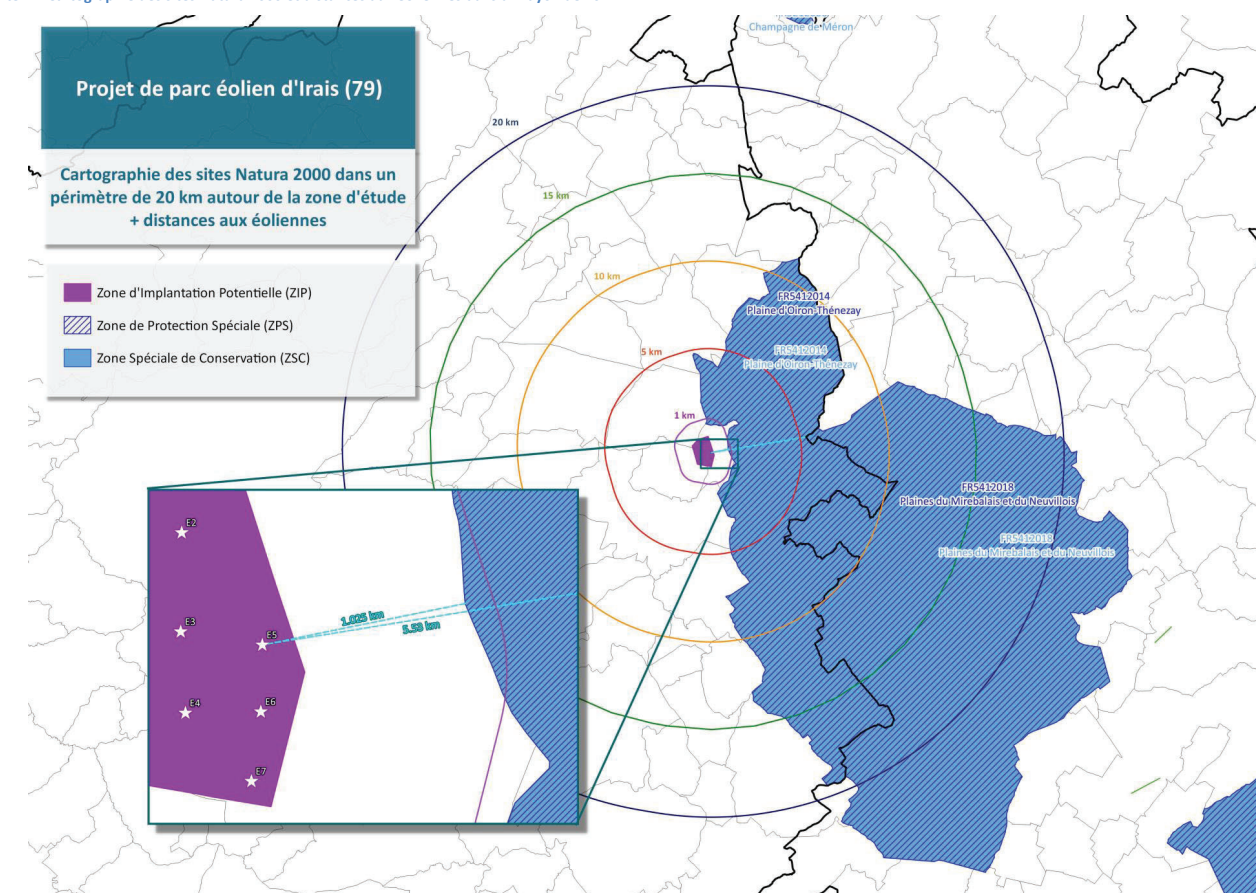 Projet de parc éolien d'Irais (79)
Cartographie des sites Natura 2000 dans un
périmètre de 20 km autour de la zone d'étude
+ distances aux éoliennes
Zone d'Implantation Potentielle (ZIP)
Zone de Protection Spéciale (ZPS)
Zone Spéciale de Conservation (ZSC)
Champagne de Méron
20 km
15 km
10 km
5 km
1 km
FR5412014
Plaine d'Oiron-Thénezay
FR5412014
Plaine d'Oiron-Thénezay
FR5412018
Plaines du Mirebalais et du Neuvillois
FR5412018
Plaines du Mirebalais et du Neuvillois
E2
E3
E5
E4
E6
E7
1.025 km
5.53 km